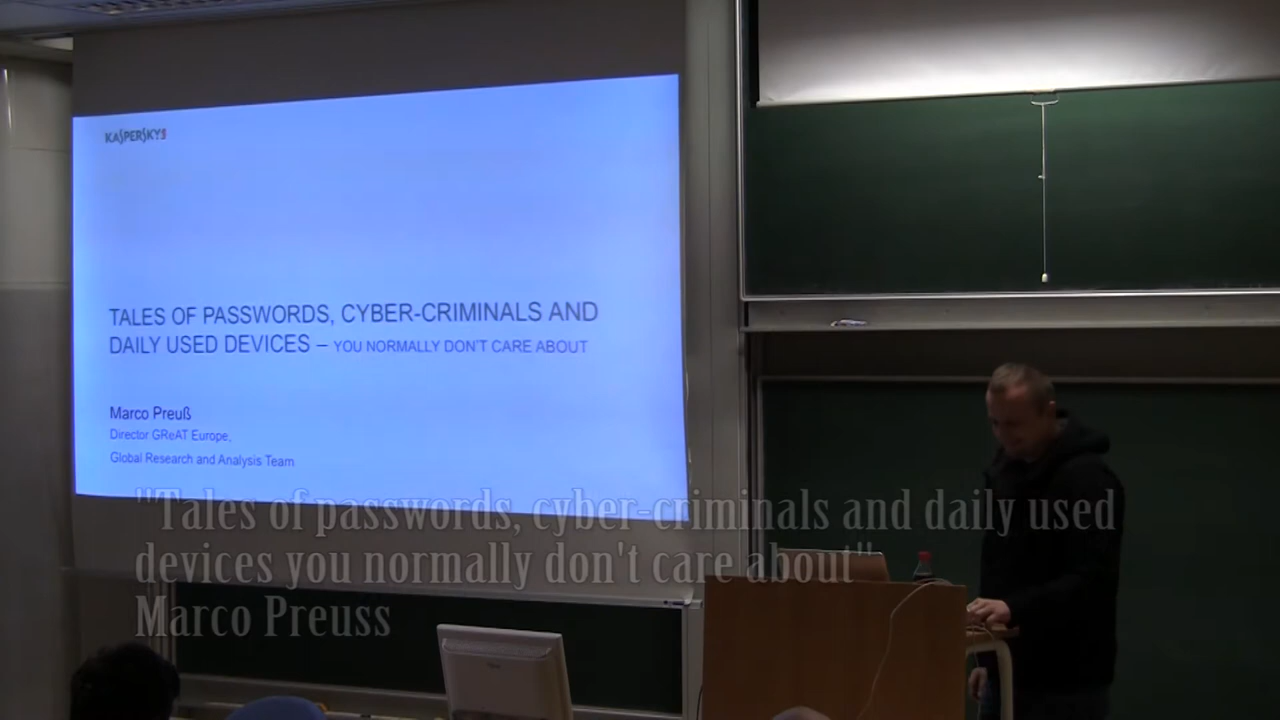 KASPERSKY
TALES OF PASSWORDS, CYBER-CRIMINALS AND
DAILY USED DEVICES – YOU NORMALLY DON'T CARE ABOUT
Marco Preuß
Director GReAT Europe,
Global Research and Analysis Team
"Tales of passwords, cyber-criminals and daily used
devices you normally don't care about"
Marco Preuss